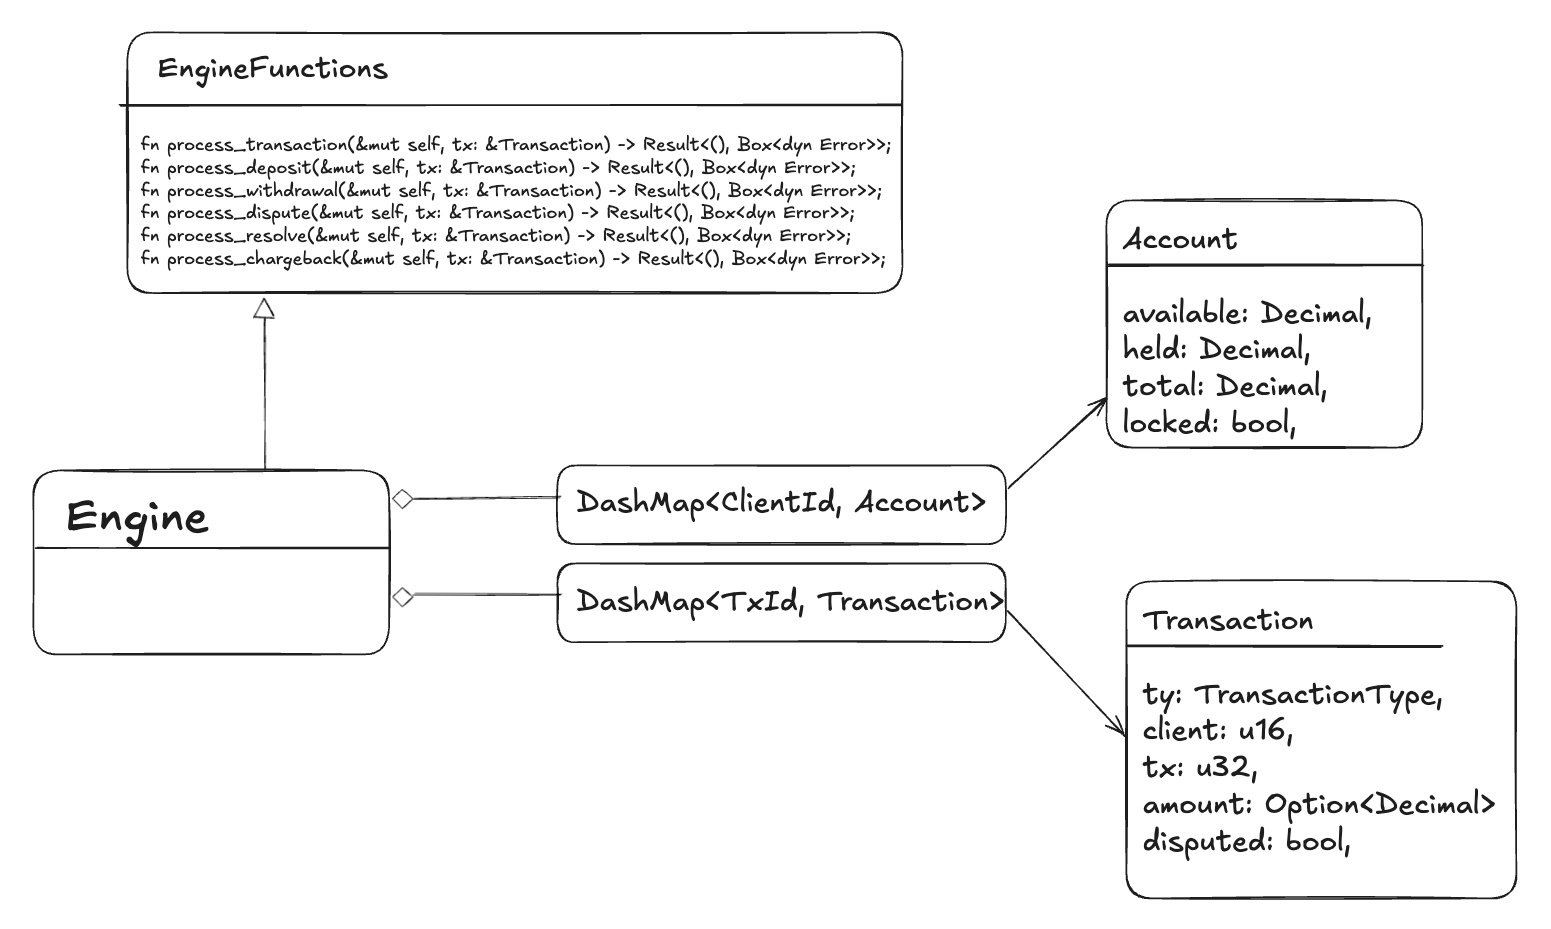 EngineFunctions
fn process_transaction(&mut self, tx: &Transaction) -> Result<(), Box<dyn Error>>;
fn process_deposit(&mut self, tx: &Transaction) -> Result<(), Box<dyn Error>>;
fn process_withdrawal(&mut self, tx: &Transaction) -> Result<(), Box<dyn Error>>;
fn process_dispute(&mut self, tx: &Transaction) -> Result<(), Box<dyn Error>>;
fn process_resolve(&mut self, tx: &Transaction) -> Result<(), Box<dyn Error>>;
fn process_chargeback(&mut self, tx: &Transaction) -> Result<(), Box<dyn Error>>;
Account
available: Decimal,
held: Decimal,
total: Decimal,
locked: bool,
Engine
DashMap<ClientId, Account>
DashMap<TxId, Transaction>
Transaction
ty: TransactionType,
client: u16,
tx: u32,
amount: Option<Decimal>
disputed: bool,